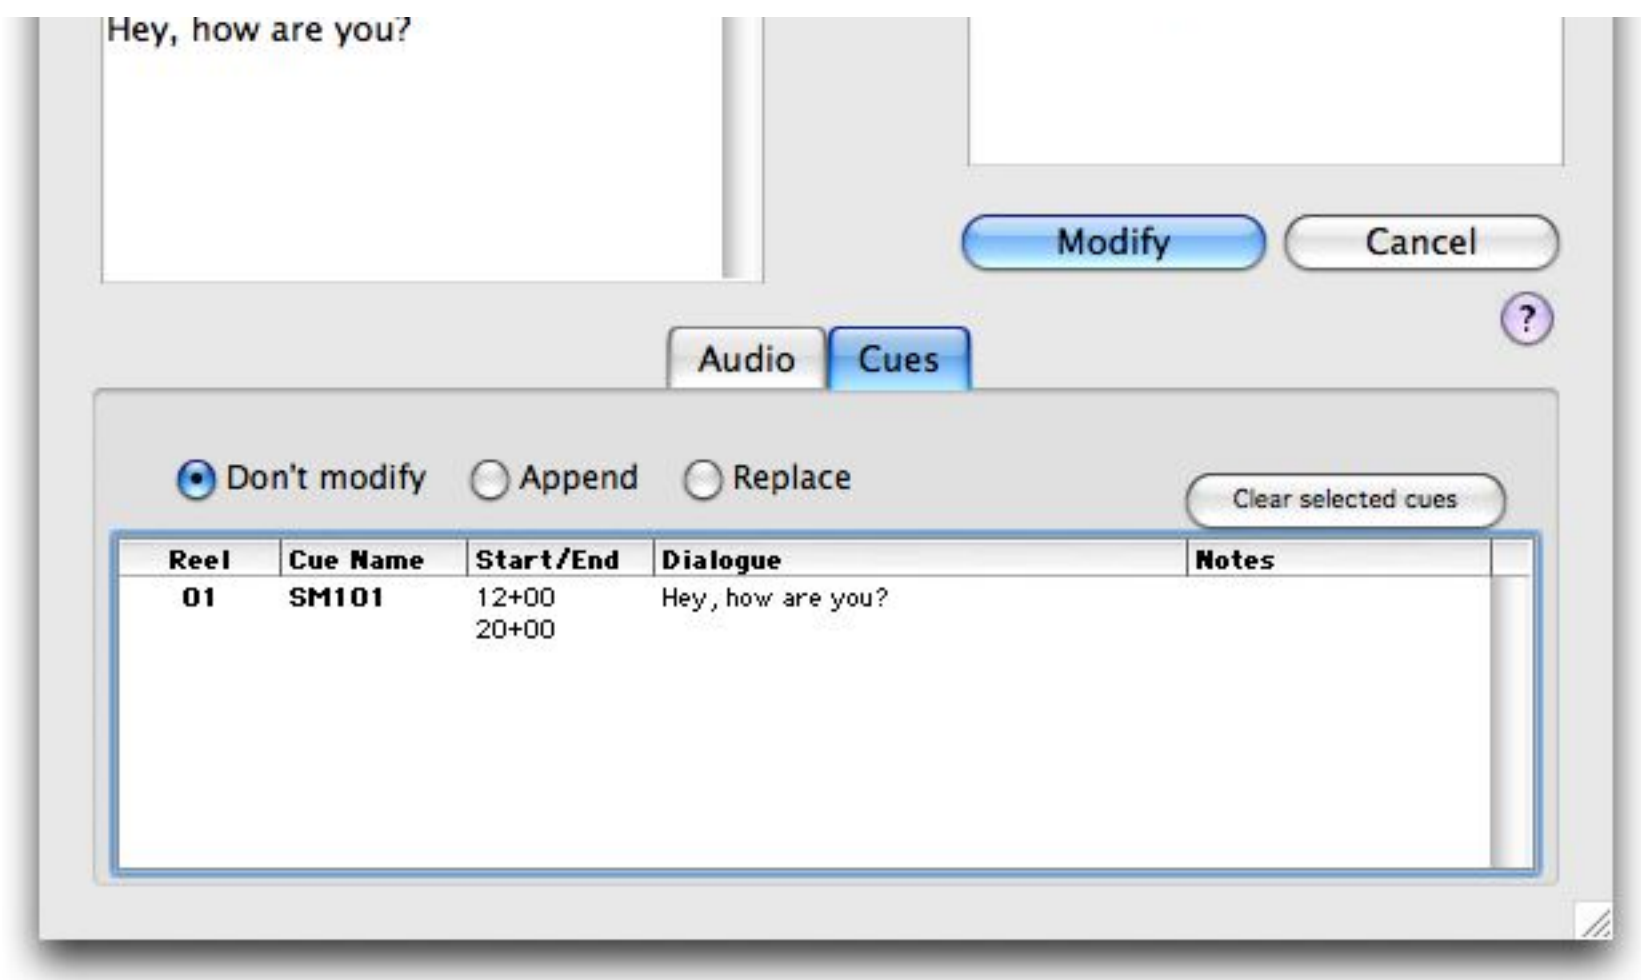 Hey, how are you?
Modify Cancel
?
Audio Cues
Don't modify Append Replace
Clear selected cues
Reel Cue Name Start/End Dialogue Notes
01 SM101 12+00 Hey, how are you?
20+00